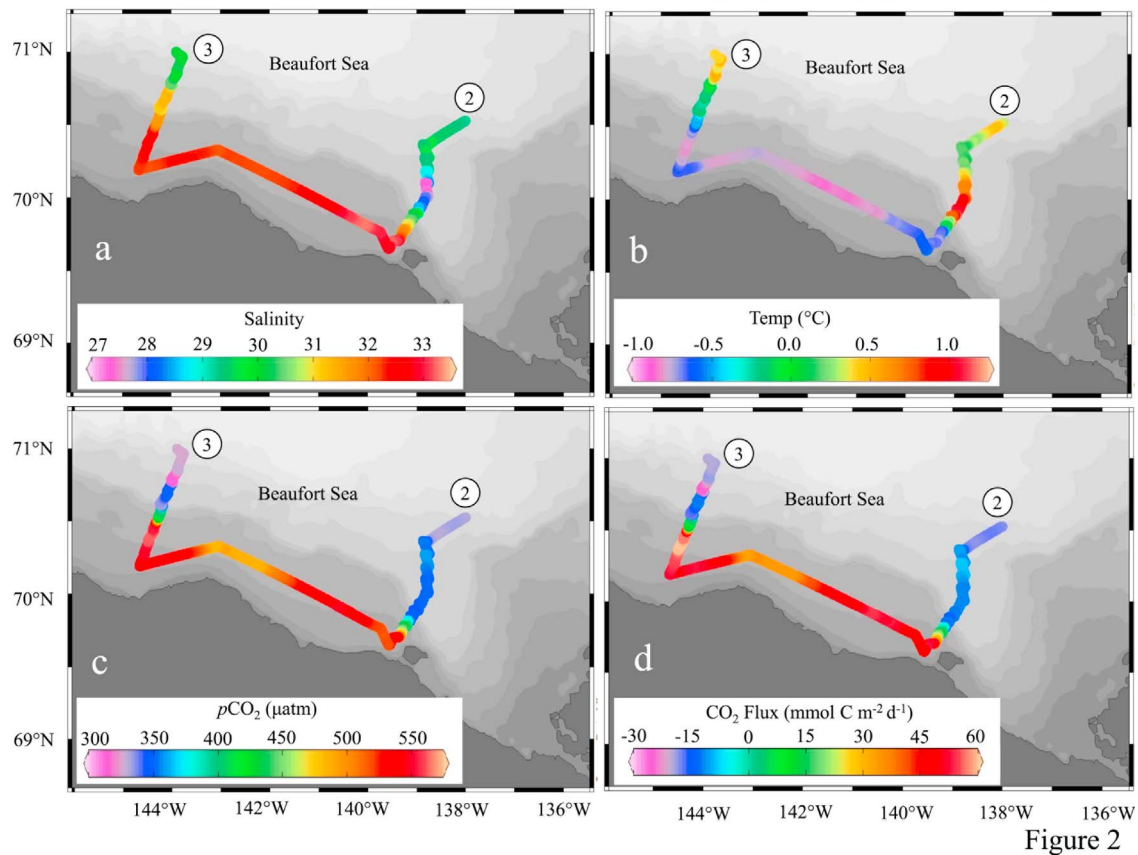 71°N
3
Beaufort Sea
2
70°N
a
69°N
Salinity
27 28 29 30 31 32 33
3
Beaufort Sea
2
b
Temp (°C)
-1.0 -0.5 0.0 0.5 1.0
71°N
3
Beaufort Sea
2
70°N
c
69°N
pCO₂ (µatm)
300 350 400 450 500 550
144°W 142°W 140°W 138°W 136°W
3
Beaufort Sea
2
d
CO₂ Flux (mmol C m⁻² d⁻¹)
-30 -15 0 15 30 45 60
144°W 142°W 140°W 138°W 136°W
Figure 2